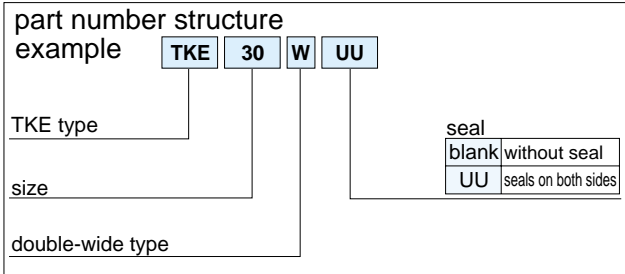 part number structure
example TKE 30 W UU
TKE type
size
double-wide type
seal
blank without seal
UU seals on both sides